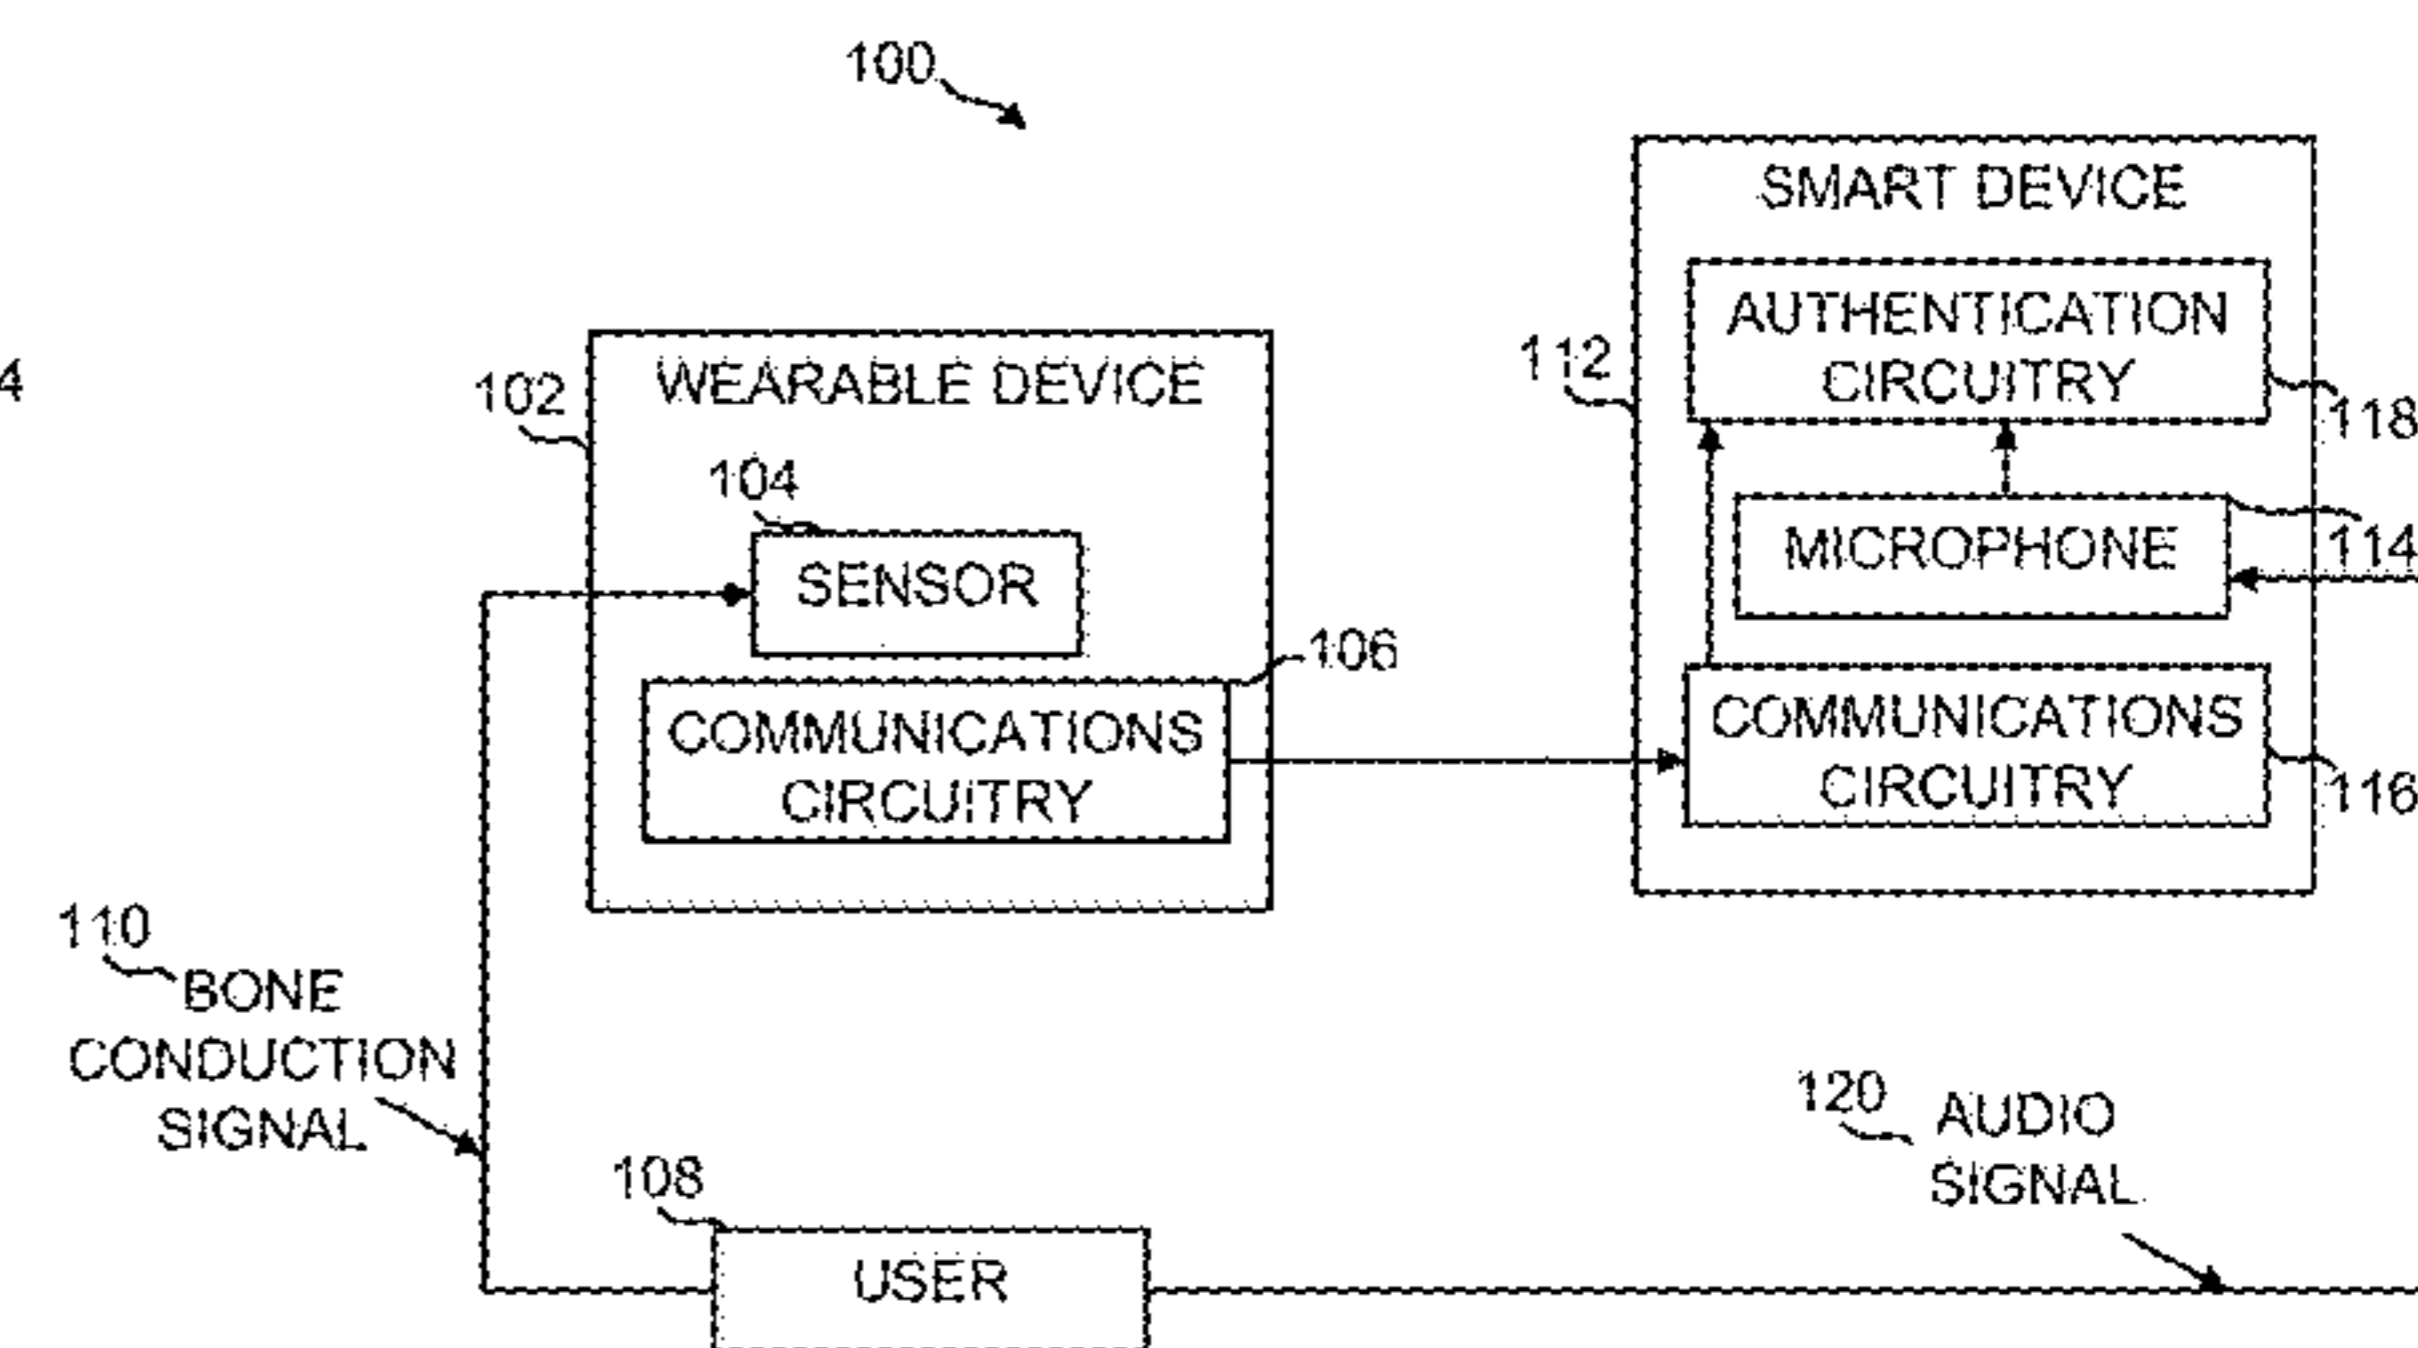 100
SMART DEVICE
AUTHENTICATION
CIRCUITRY
112
118
4
102
WEARABLE DEVICE
104
SENSOR
MICROPHONE
114
106
COMMUNICATIONS
CIRCUITRY
COMMUNICATIONS
CIRCUITRY
116
110
BONE
CONDUCTION
SIGNAL
120
AUDIO
SIGNAL
108
USER